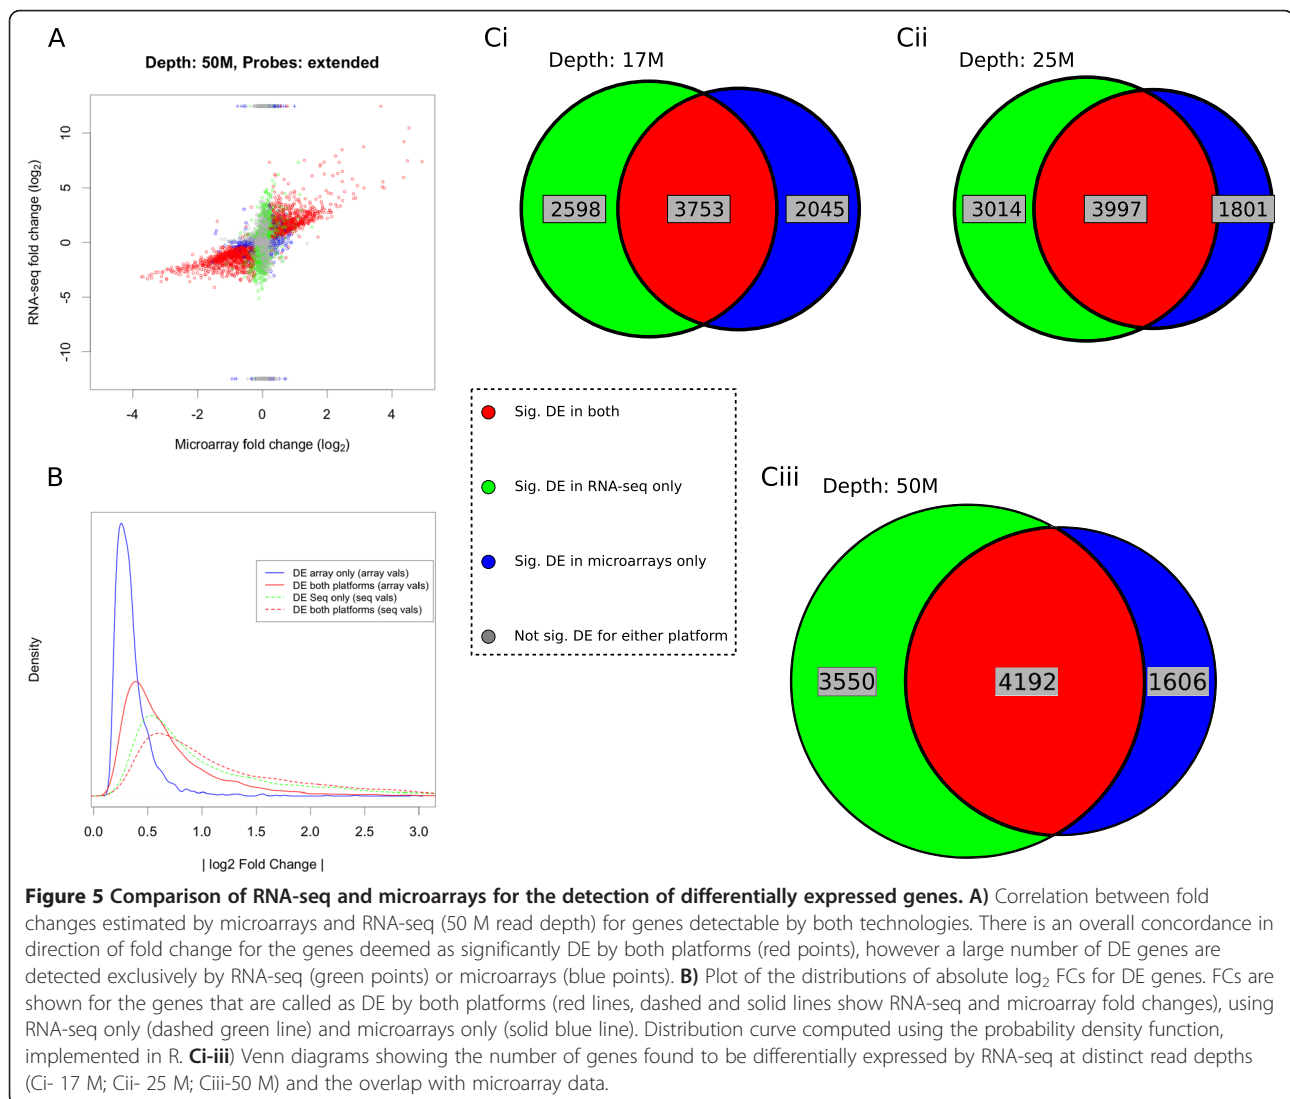 A
Depth: 50M, Probes: extended
RNA-seq fold change (log2)
10
5
0
-5
-10
-4
-2
0
2
4
Microarray fold change (log2)
Ci
Depth: 17M
2598
3753
2045
Cii
Depth: 25M
3014
3997
1801
Sig. DE in both
Sig. DE in RNA-seq only
Sig. DE in microarrays only
Not sig. DE for either platform
B
DE array only (array vals)
DE both platforms (array vals)
DE Seq only (seq vals)
DE both platforms (seq vals)
Density
0.0
0.5
1.0
1.5
2.0
2.5
3.0
| log2 Fold Change |
Ciii
Depth: 50M
3550
4192
1606
Figure 5 Comparison of RNA-seq and microarrays for the detection of differentially expressed genes. A) Correlation between fold
changes estimated by microarrays and RNA-seq (50 M read depth) for genes detectable by both technologies. There is an overall concordance in
direction of fold change for the genes deemed as significantly DE by both platforms (red points), however a large number of DE genes are
detected exclusively by RNA-seq (green points) or microarrays (blue points). B) Plot of the distributions of absolute log2 FCs for DE genes. FCs are
shown for the genes that are called as DE by both platforms (red lines, dashed and solid lines show RNA-seq and microarray fold changes), using
RNA-seq only (dashed green line) and microarrays only (solid blue line). Distribution curve computed using the probability density function,
implemented in R. Ci-iii) Venn diagrams showing the number of genes found to be differentially expressed by RNA-seq at distinct read depths
(Ci- 17 M; Cii- 25 M; Ciii-50 M) and the overlap with microarray data.